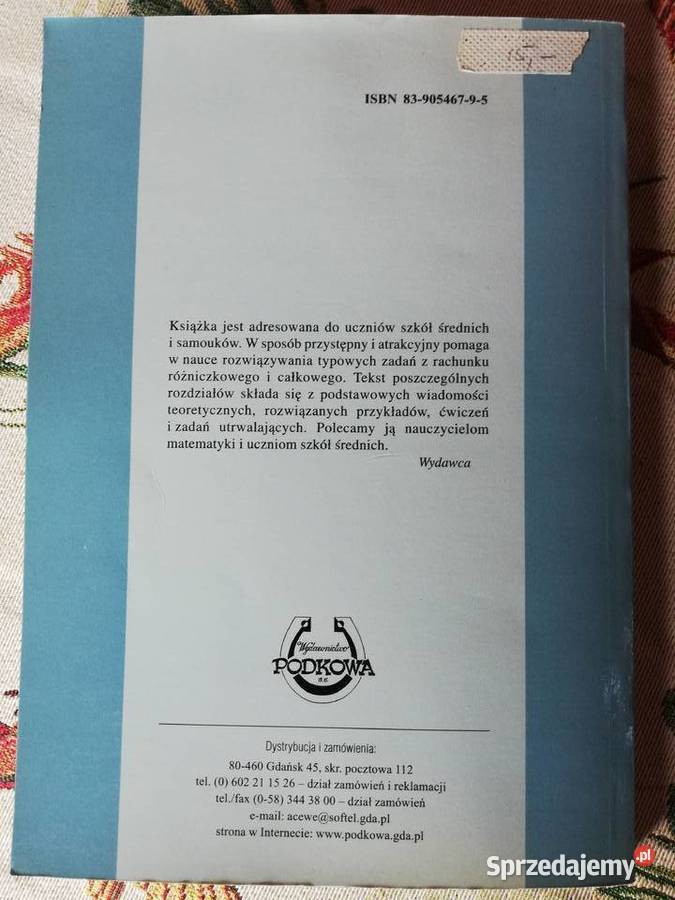 15,-
ISBN 83-905467-9-5
Książka jest adresowana do uczniów szkół średnich
i samouków. W sposób przystępny i atrakcyjny pomaga
w nauce rozwiązywania typowych zadań z rachunku
różniczkowego i całkowego. Tekst poszczególnych
rozdziałów składa się z podstawowych wiadomości
teoretycznych, rozwiązanych przykładów, ćwiczeń
i zadań utrwalających. Polecamy ją nauczycielom
matematyki i uczniom szkół średnich.
Wydawca
Wydawnictwo
PODKOWA
s.c.
Dystrybucja i zamówienia:
80-460 Gdańsk 45, skr. pocztowa 112
tel. (0) 602 21 15 26 – dział zamówień i reklamacji
tel./fax (0-58) 344 38 00 – dział zamówień
e-mail: acewe@softel.gda.pl
strona w Internecie: www.podkowa.gda.pl
Sprzedajemy.pl